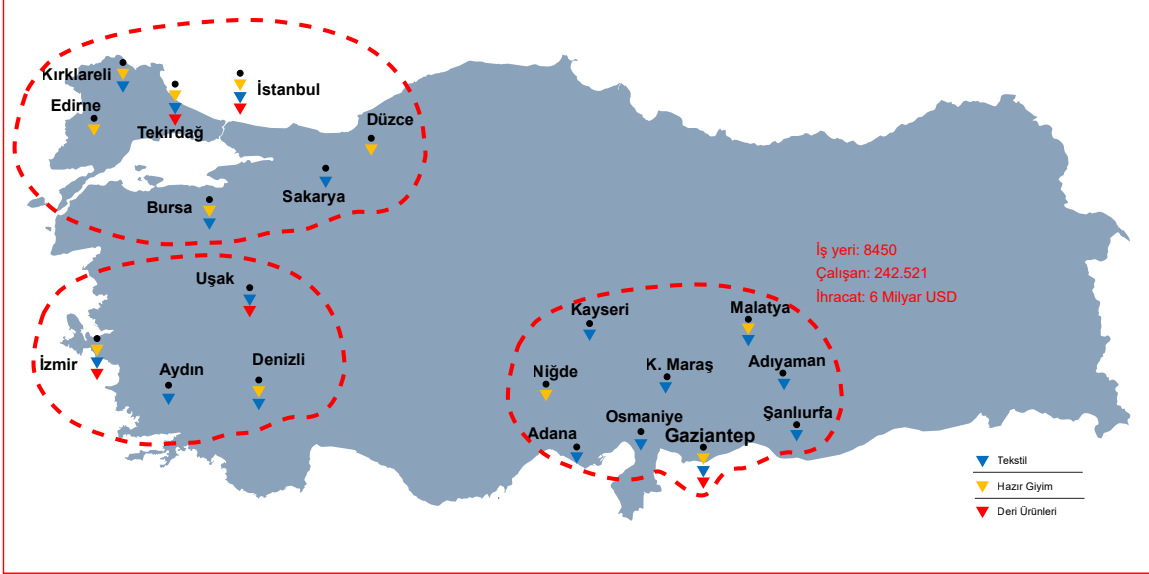 Kırklareli
İstanbul
Edirne
Tekirdağ
Düzce
Sakarya
Bursa
İş yeri: 8450
Çalışan: 242.521
İhracat: 6 Milyar USD
Uşak
Kayseri
Malatya
İzmir
Aydın
Denizli
Niğde
K. Maraş
Adıyaman
Osmaniye
Şanlıurfa
Adana
Gaziantep
Tekstil
Hazır Giyim
Deri Ürünleri